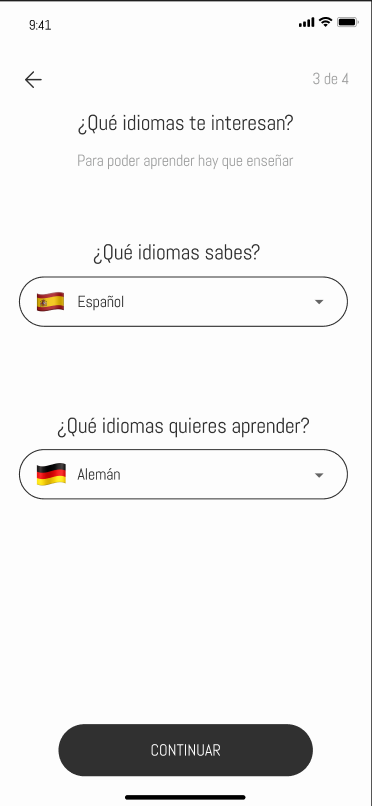 9:41
3 de 4
¿Qué idiomas te interesan?
Para poder aprender hay que enseñar
¿Qué idiomas sabes?
Español
¿Qué idiomas quieres aprender?
Alemán
CONTINUAR